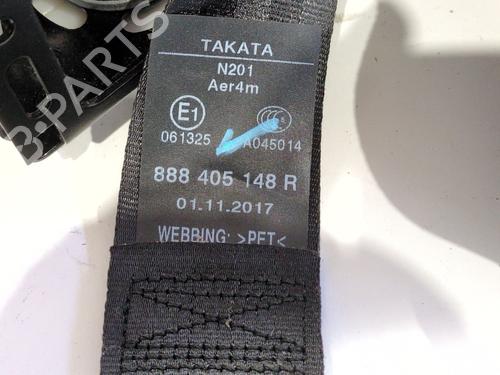 TAKATA
N201
Aer4m
E1
061325 A045014
888 405 148 R
01.11.2017
WEBBING: >PET<
B-PARTS